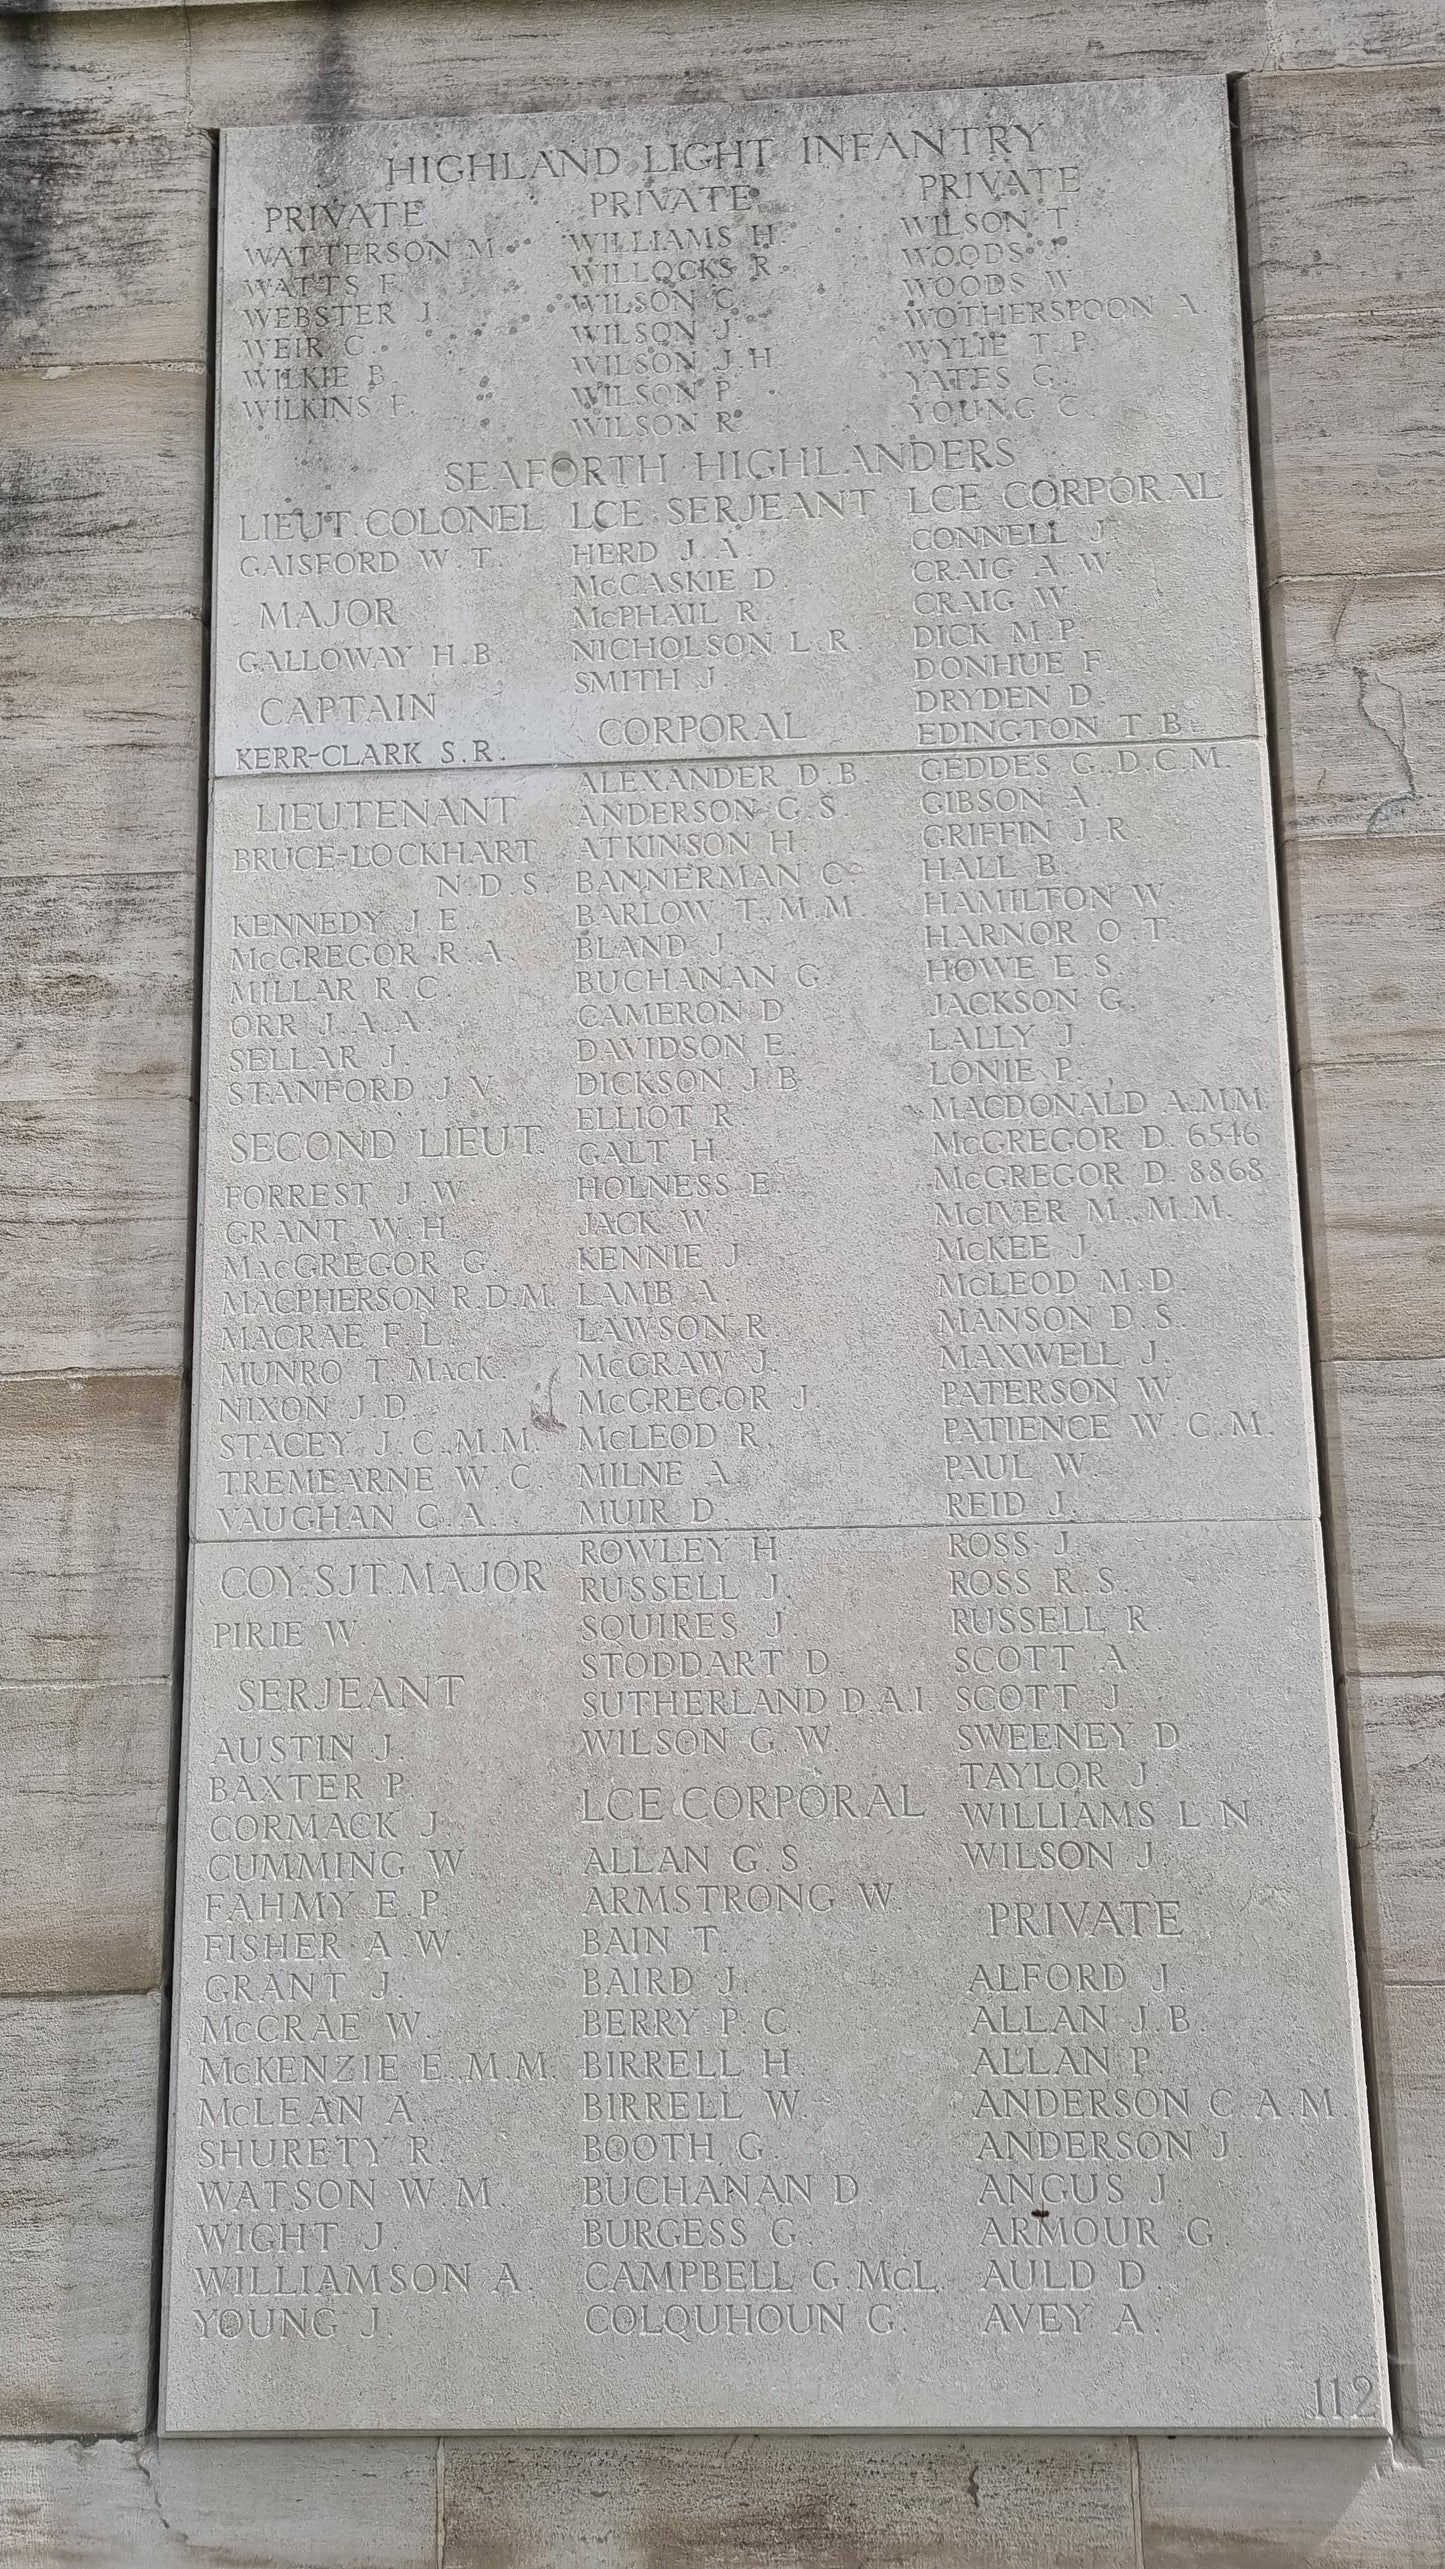 HIGHLAND LIGHT INFANTRY
PRIVATE
WATTERSON M.
WATTS F.
WEBSTER J.
WEIR C.
WILKIE B.
WILKINS F.
PRIVATE
WILLIAMS H.
WILLOCKS R.
WILSON C.
WILSON J.
WILSON J. H.
WILSON P.
WILSON R.
PRIVATE
WILSON T.
WOODS J.
WOODS W.
WOTHERSPOON A.
WYLIE T. P.
YATES G.
YOUNG C.
SEAFORTH HIGHLANDERS
LIEUT. COLONEL
GAISFORD W. T.
MAJOR
GALLOWAY H. B.
CAPTAIN
KERR-CLARK S. R.
LIEUTENANT
BRUCE-LOCKHART
N. D. S.
KENNEDY J. E.
McGREGOR R. A.
MILLAR R. C.
ORR J. A. A.
SELLAR J.
STANFORD J. V.
SECOND LIEUT.
FORREST J. W.
GRANT W. H.
MacGREGOR G.
MACPHERSON R. D. M.
MACRAE F. L.
MUNRO T. MacK.
NIXON J. D.
STACEY J. C., M.M.
TREMEARNE W. C.
VAUGHAN C. A.
COY. SJT. MAJOR
PIRIE W.
SERJEANT
AUSTIN J.
BAXTER P.
CORMACK J.
CUMMING W.
FAHMY E. P.
FISHER A. W.
GRANT J.
McCRAE W.
McKENZIE E., M.M.
McLEAN A.
SHURETY R.
WATSON W. M.
WIGHT J.
WILLIAMSON A.
YOUNG J.
LCE. SERJEANT
HERD J. A.
McCASKIE D.
McPHAIL R.
NICHOLSON L. R.
SMITH J.
CORPORAL
ALEXANDER D. B.
ANDERSON G. S.
ATKINSON H.
BANNERMAN C.
BARLOW T., M.M.
BLAND J.
BUCHANAN G.
CAMERON D.
DAVIDSON E.
DICKSON J. B.
ELLIOT R.
GALT H.
HOLNESS E.
JACK W.
KENNIE J.
LAMB A.
LAWSON R.
McGRAW J.
McGREGOR J.
McLEOD R.
MILNE A.
MUIR D.
ROWLEY H.
RUSSELL J.
SQUIRES J.
STODDART D.
SUTHERLAND D. A. I.
WILSON G. W.
LCE. CORPORAL
ALLAN G. S.
ARMSTRONG W.
BAIN T.
BAIRD J.
BERRY P. C.
BIRRELL H.
BIRRELL W.
BOOTH G.
BUCHANAN D.
BURGESS G.
CAMPBELL G. McL.
COLQUHOUN G.
LCE. CORPORAL
CONNELL J.
CRAIG A. W.
CRAIG W.
DICK M. P.
DONHUE F.
DRYDEN D.
EDINGTON T. B.
GEDDES G., D.C.M.
GIBSON A.
GRIFFIN J. R.
HALL B.
HAMILTON W.
HARNOR O. T.
HOWE E. S.
JACKSON G.
LALLY J.
LONIE P.
MACDONALD A., M.M.
McGREGOR D. 6546
McGREGOR D. 8868
McIVER M., M.M.
McKEE J.
McLEOD M. D.
MANSON D. S.
MAXWELL J.
PATERSON W.
PATIENCE W. C. M.
PAUL W.
REID J.
ROSS J.
ROSS R. S.
RUSSELL R.
SCOTT A.
SCOTT J.
SWEENEY D.
TAYLOR J.
WILLIAMS L. N.
WILSON J.
PRIVATE
ALFORD J.
ALLAN J. B.
ALLAN P.
ANDERSON C. A. M.
ANDERSON J.
ANGUS J.
ARMOUR G.
AULD D.
AVEY A.
112